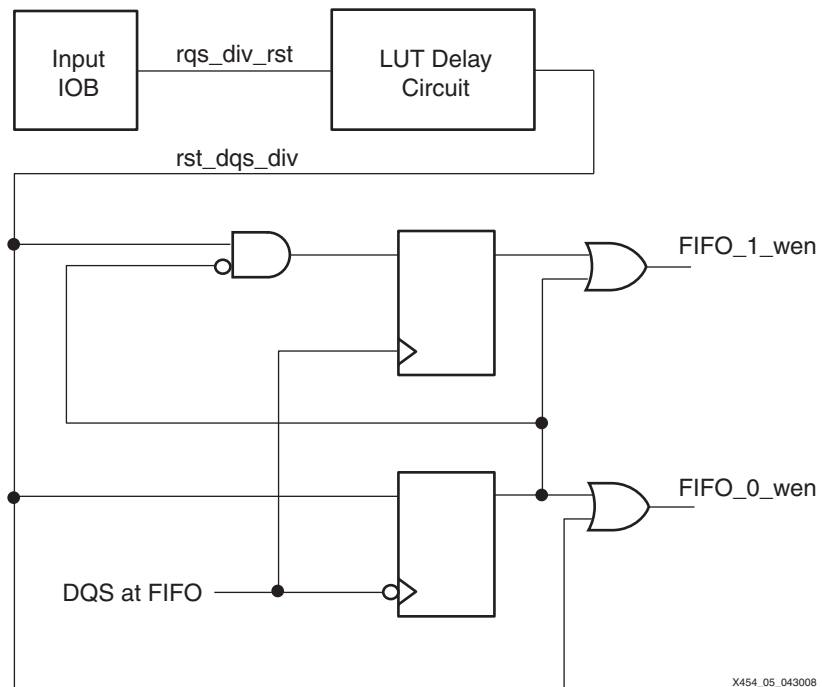 Input
IOB
rqs_div_rst
LUT Delay
Circuit
rst_dqs_div
FIFO_1_wen
FIFO_0_wen
DQS at FIFO
X454_05_043008